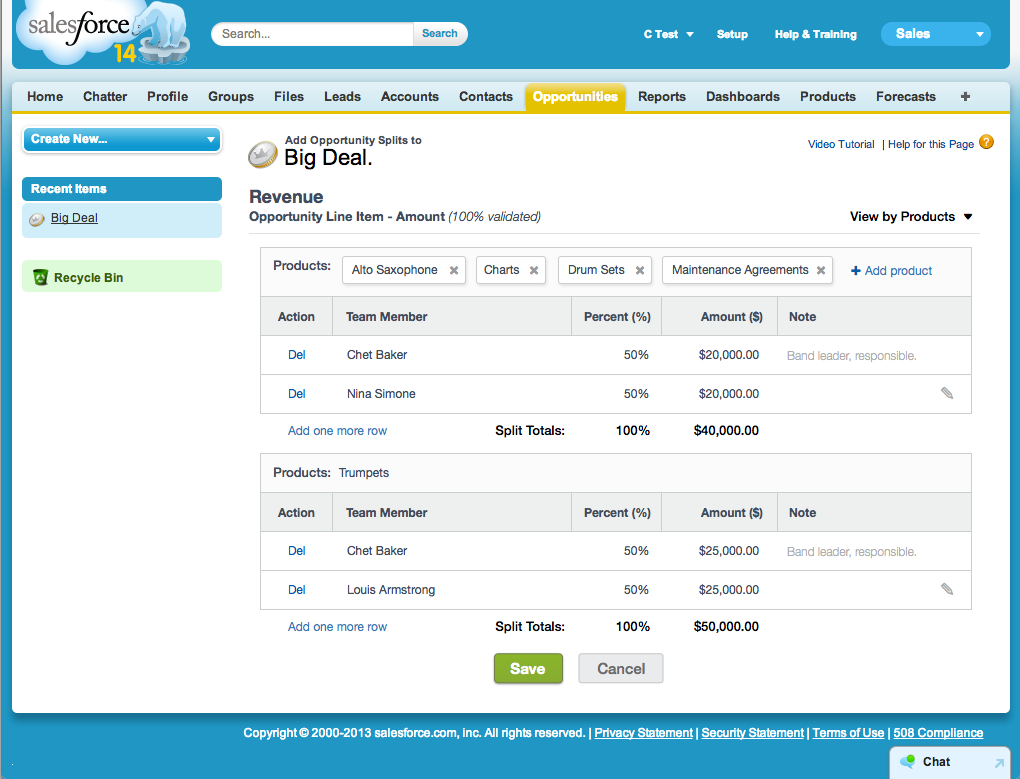 salesforce
14
Search... Search
C Test Setup Help & Training Sales
Home Chatter Profile Groups Files Leads Accounts Contacts Opportunities Reports Dashboards Products Forecasts +
Create New...
Recent Items
Big Deal
Recycle Bin
Add Opportunity Splits to
Big Deal.
Video Tutorial | Help for this Page ?
Revenue
Opportunity Line Item - Amount (100% validated)
View by Products
Products: Alto Saxophone × Charts × Drum Sets × Maintenance Agreements × + Add product
Action Team Member Percent (%) Amount ($) Note
Del Chet Baker 50% $20,000.00 Band leader, responsible.
Del Nina Simone 50% $20,000.00
Add one more row Split Totals: 100% $40,000.00
Products: Trumpets
Action Team Member Percent (%) Amount ($) Note
Del Chet Baker 50% $25,000.00 Band leader, responsible.
Del Louis Armstrong 50% $25,000.00
Add one more row Split Totals: 100% $50,000.00
Save Cancel
Copyright © 2000-2013 salesforce.com, inc. All rights reserved. | Privacy Statement | Security Statement | Terms of Use | 508 Compliance
Chat